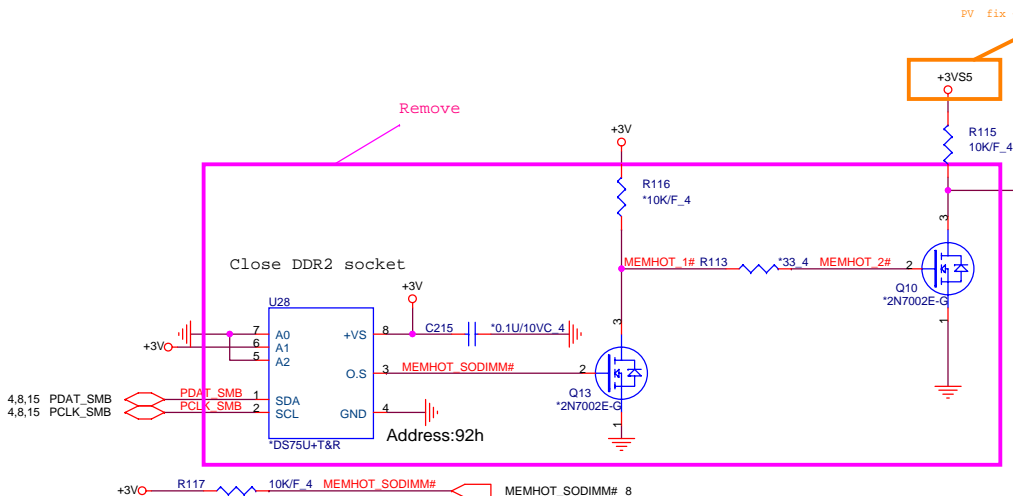 PV fix
+3VS5
Remove
R115
10K/F_4
+3V
R116
*10K/F_4
Close DDR2 socket
MEMHOT_1# R113 *33_4 MEMHOT_2# 2
3
Q10
*2N7002E-G
1
+3V
U28
7 A0 +VS 8 C215 *0.1U/10VC_4
+3V 6 A1
5 A2
O.S 3 MEMHOT_SODIMM# 2
3
Q13
*2N7002E-G
1
4,8,15 PDAT_SMB PDAT_SMB 1 SDA
4,8,15 PCLK_SMB PCLK_SMB 2 SCL GND 4
Address:92h
*DS75U+T&R
+3V R117 10K/F_4 MEMHOT_SODIMM# MEMHOT_SODIMM# 8